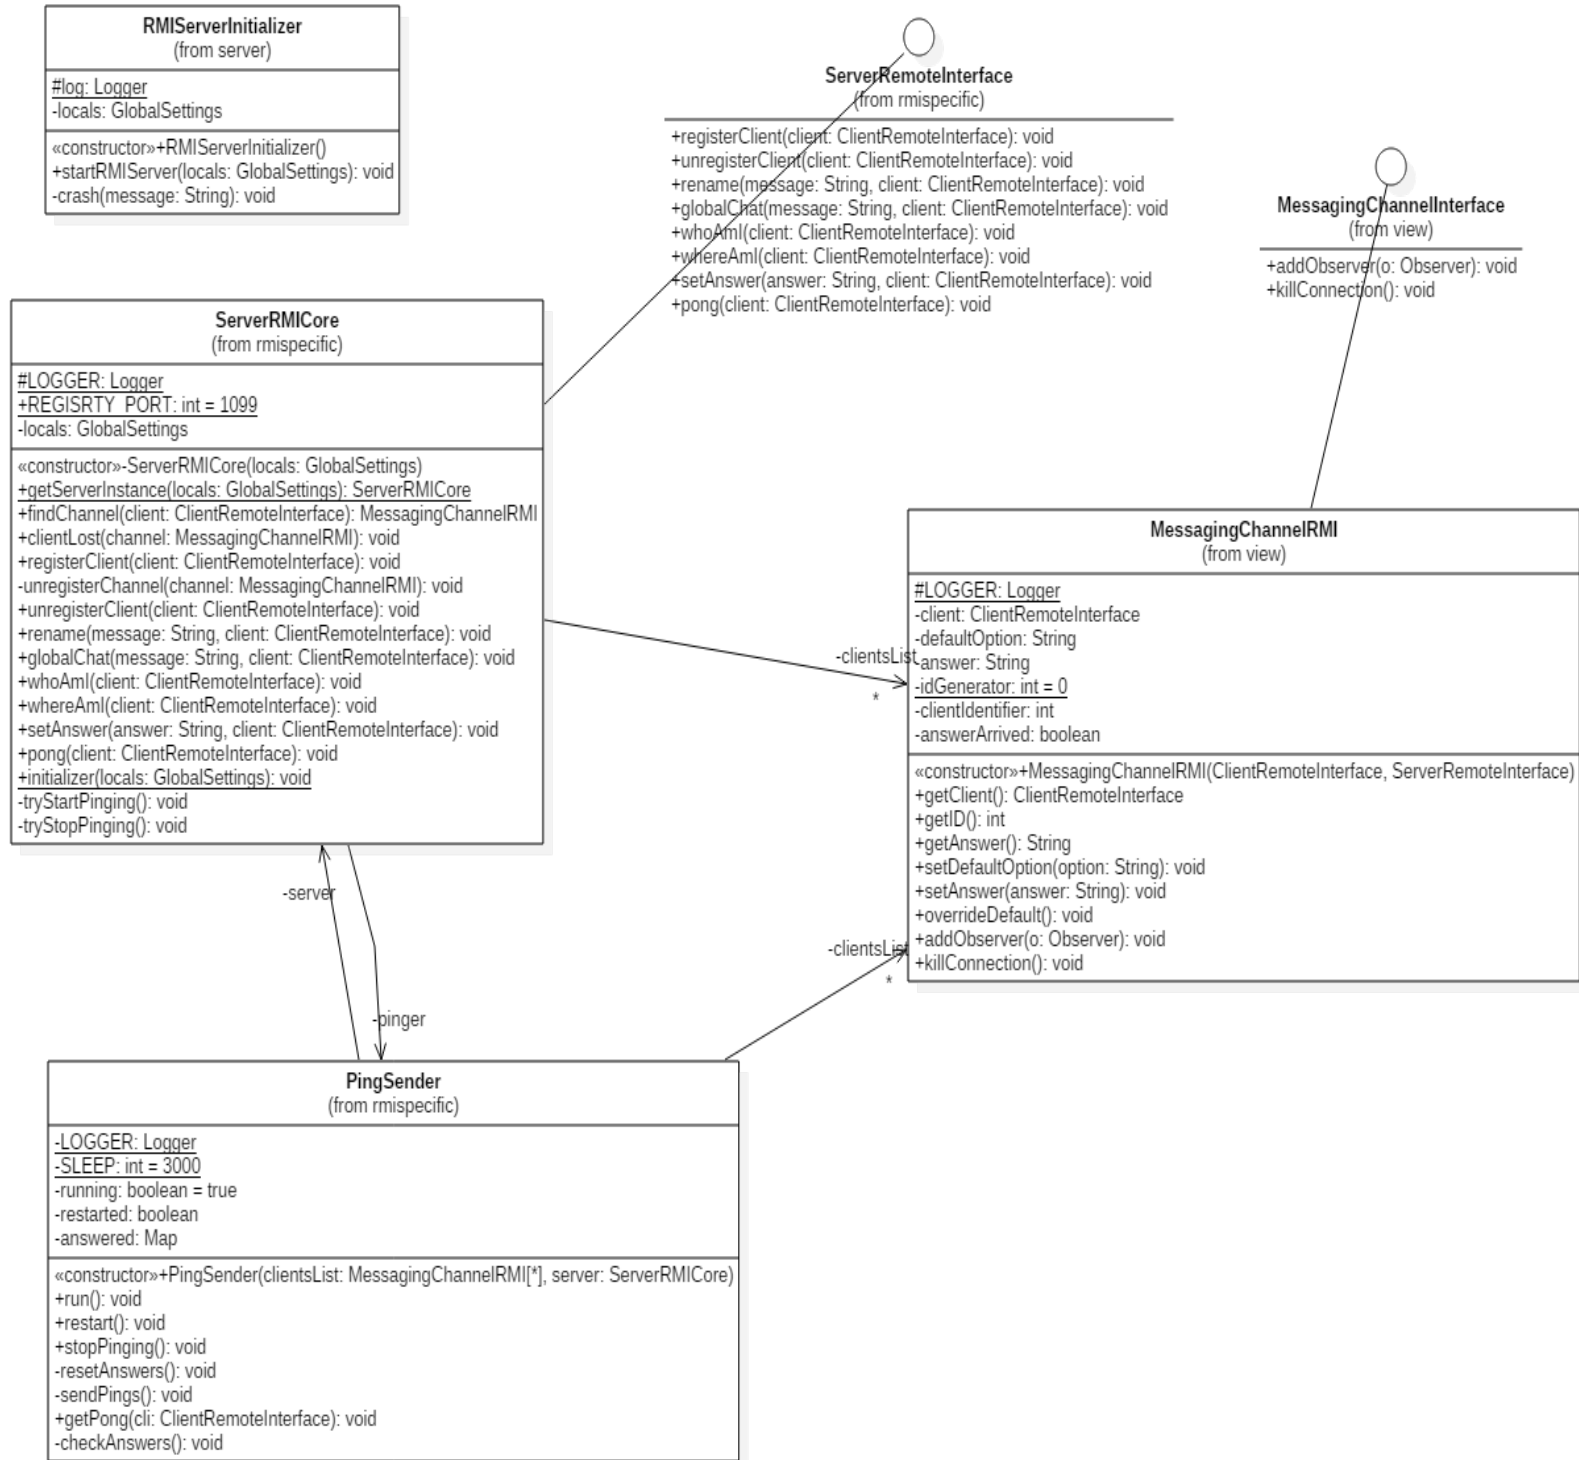 RMIServerInitializer
(from server)
#log: Logger
-locals: GlobalSettings
«constructor»+RMIServerInitializer()
+startRMIServer(locals: GlobalSettings): void
-crash(message: String): void
ServerRemoteInterface
(from rmispecific)
+registerClient(client: ClientRemoteInterface): void
+unregisterClient(client: ClientRemoteInterface): void
+rename(message: String, client: ClientRemoteInterface): void
+globalChat(message: String, client: ClientRemoteInterface): void
+whoAmI(client: ClientRemoteInterface): void
+whereAmI(client: ClientRemoteInterface): void
+setAnswer(answer: String, client: ClientRemoteInterface): void
+pong(client: ClientRemoteInterface): void
MessagingChannelInterface
(from view)
+addObserver(o: Observer): void
+killConnection(): void
ServerRMICore
(from rmispecific)
#LOGGER: Logger
+REGISRTY_PORT: int = 1099
-locals: GlobalSettings
«constructor»-ServerRMICore(locals: GlobalSettings)
+getServerInstance(locals: GlobalSettings): ServerRMICore
+findChannel(client: ClientRemoteInterface): MessagingChannelRMI
+clientLost(channel: MessagingChannelRMI): void
+registerClient(client: ClientRemoteInterface): void
-unregisterChannel(channel: MessagingChannelRMI): void
+unregisterClient(client: ClientRemoteInterface): void
+rename(message: String, client: ClientRemoteInterface): void
+globalChat(message: String, client: ClientRemoteInterface): void
+whoAmI(client: ClientRemoteInterface): void
+whereAmI(client: ClientRemoteInterface): void
+setAnswer(answer: String, client: ClientRemoteInterface): void
+pong(client: ClientRemoteInterface): void
+initializer(locals: GlobalSettings): void
-tryStartPinging(): void
-tryStopPinging(): void
-clientsList
*
MessagingChannelRMI
(from view)
#LOGGER: Logger
-client: ClientRemoteInterface
-defaultOption: String
-answer: String
-idGenerator: int = 0
-clientIdentifier: int
-answerArrived: boolean
«constructor»+MessagingChannelRMI(ClientRemoteInterface, ServerRemoteInterface)
+getClient(): ClientRemoteInterface
+getID(): int
+getAnswer(): String
+setDefaultOption(option: String): void
+setAnswer(answer: String): void
+overrideDefault(): void
+addObserver(o: Observer): void
+killConnection(): void
-server
-clientsList
*
-pinger
PingSender
(from rmispecific)
-LOGGER: Logger
-SLEEP: int = 3000
-running: boolean = true
-restarted: boolean
-answered: Map
«constructor»+PingSender(clientsList: MessagingChannelRMI[*], server: ServerRMICore)
+run(): void
+restart(): void
+stopPinging(): void
-resetAnswers(): void
-sendPings(): void
+getPong(cli: ClientRemoteInterface): void
-checkAnswers(): void